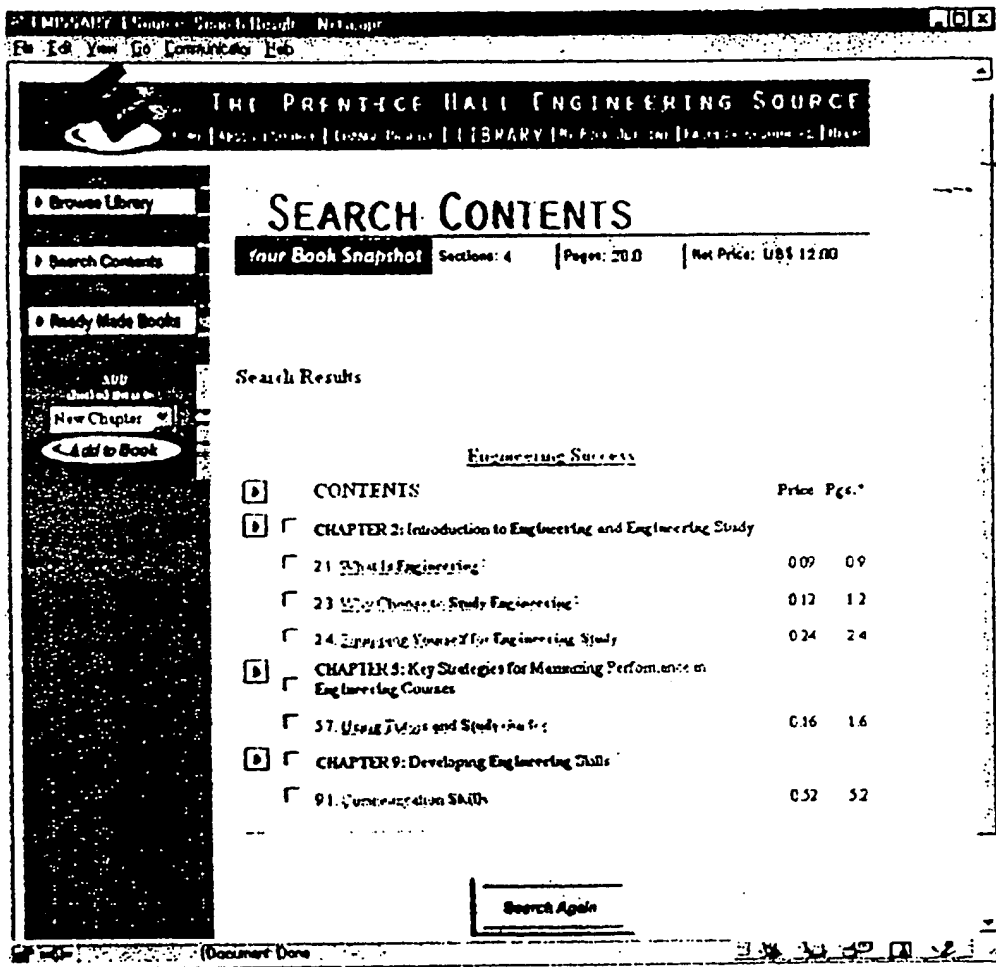 EMISSARY Search Result Netscape
File Edit View Go Communicator Help
THE PRENTICE HALL ENGINEERING SOURCE
LIBRARY
Browse Library
Search Contents
Ready Made Books
ADD
New Chapter
Add to Book
SEARCH CONTENTS
Your Book Snapshot Sections: 4 Pages: 20.0 Net Price: US$ 12.00
Search Results
Engineering Success
CONTENTS Price Pgs.*
CHAPTER 2: Introduction to Engineering and Engineering Study
2.1. What Is Engineering? 0.09 0.9
2.3. Why Choose to Study Engineering? 0.12 1.2
2.4. Yourself for Engineering Study 0.24 2.4
CHAPTER 5: Key Strategies for Maximizing Performance in
Engineering Courses
5.7. Using Tutors and 0.16 1.6
CHAPTER 9: Developing Engineering Skills
9.1. Communication Skills 0.52 5.2
Search Again
Document: Done